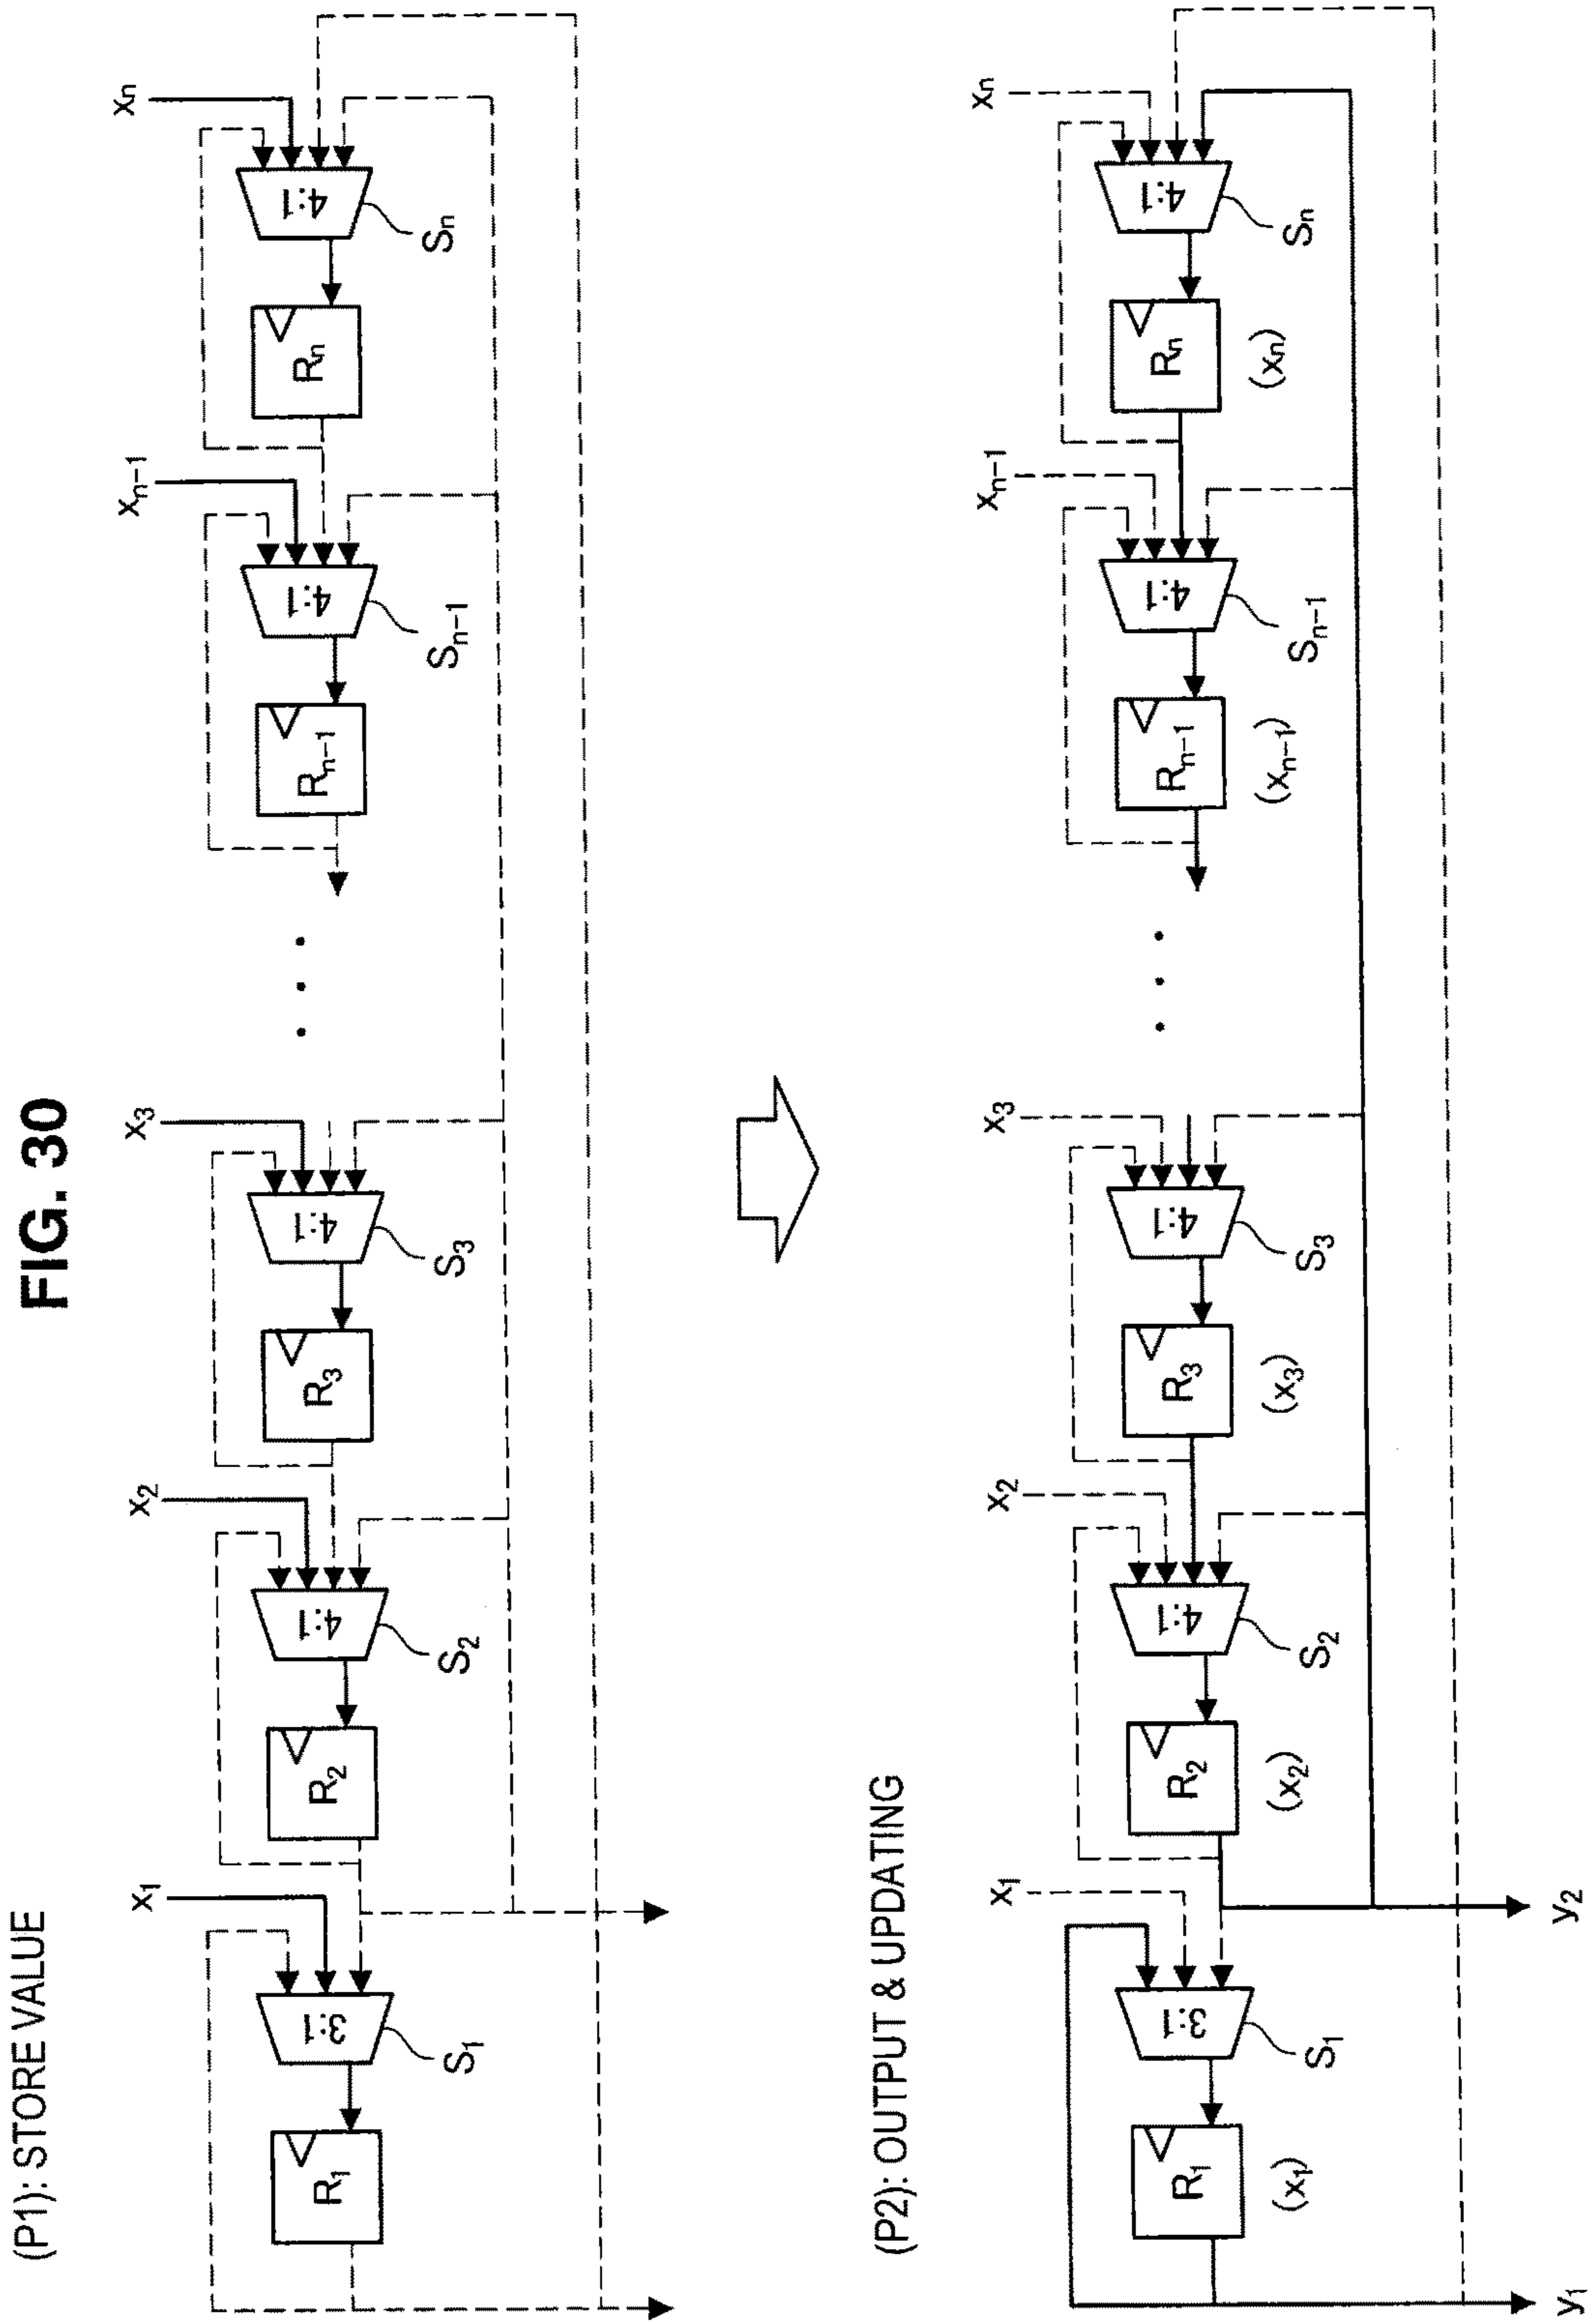 FIG. 30
(P1): STORE VALUE
x₁ x₂ x₃ xₙ₋₁ xₙ
3:1 4:1 4:1 4:1 4:1
R₁ R₂ R₃ Rₙ₋₁ Rₙ
S₁ S₂ S₃ Sₙ₋₁ Sₙ
(P2): OUTPUT & UPDATING
x₁ x₂ x₃ xₙ₋₁ xₙ
3:1 4:1 4:1 4:1 4:1
R₁ R₂ R₃ Rₙ₋₁ Rₙ
(x₁) (x₂) (x₃) (xₙ₋₁) (xₙ)
S₁ S₂ S₃ Sₙ₋₁ Sₙ
y₁ y₂